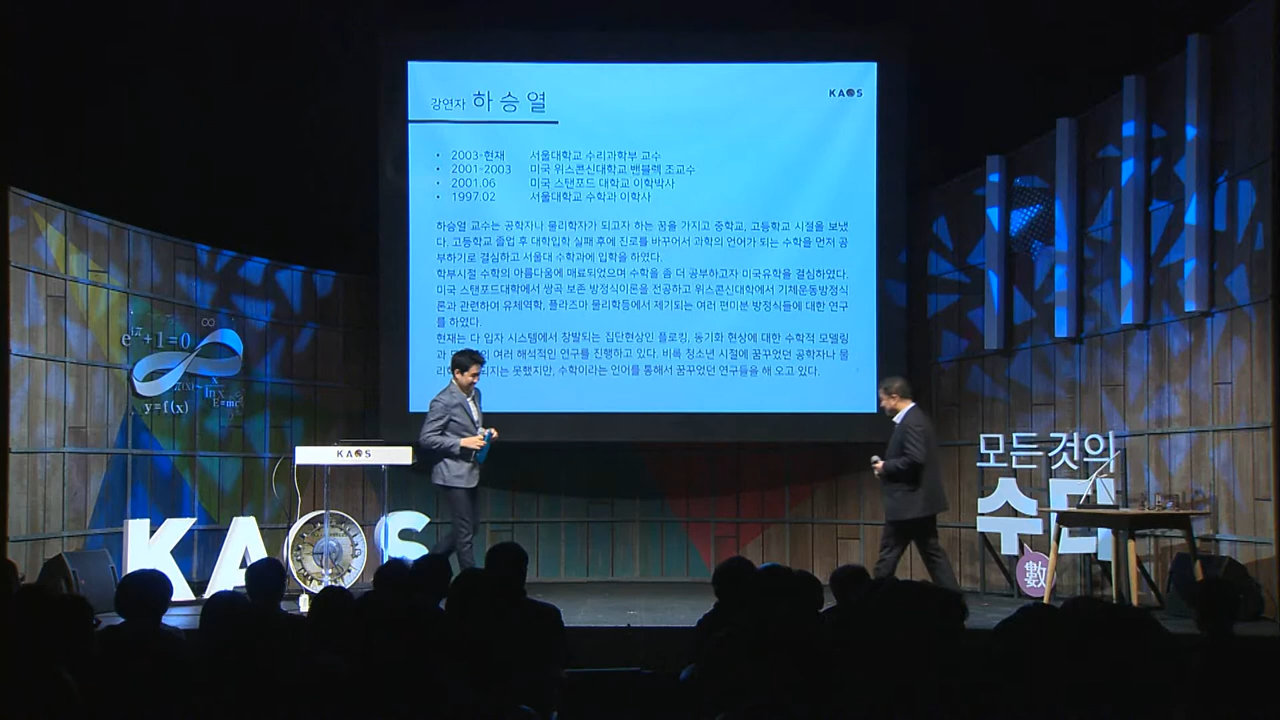 강연자 하 승 열
KAOS
• 2003-현재 서울대학교 수리과학부 교수
• 2001-2003 미국 위스콘신대학교 밴블렉 조교수
• 2001.06 미국 스탠포드 대학교 이학박사
• 1997.02 서울대학교 수학과 이학사
하승열 교수는 공학자나 물리학자가 되고자 하는 꿈을 가지고 중학교, 고등학교 시절을 보냈
다. 고등학교 졸업 후 대학입학 실패 후에 진로를 바꾸어서 과학의 언어가 되는 수학을 먼저 공
부하기로 결심하고 서울대 수학과에 입학을 하였다.
학부시절 수학의 아름다움에 매료되었으며 수학을 좀 더 공부하고자 미국유학을 결심하였다.
미국 스탠포드대학에서 쌍곡 보존 방정식이론을 전공하고 위스콘신대학에서 기체운동방정식
론과 관련하여 유체역학, 플라즈마 물리학등에서 제기되는 여러 편미분 방정식들에 대한 연구
를 하였다.
현재는 다 입자 시스템에서 창발되는 집단현상인 플로킹, 동기화 현상에 대한 수학적 모델링
과 여러 해석적인 연구를 진행하고 있다. 비록 청소년 시절에 꿈꾸었던 공학자나 물
리 되지는 못했지만, 수학이라는 언어를 통해서 꿈꾸었던 연구들을 해 오고 있다.
e^iπ+1=0
∞
π(x)~x/ln x
E=mc
y=f(x)
KAOS
KAOS
모든 것의
수다
數